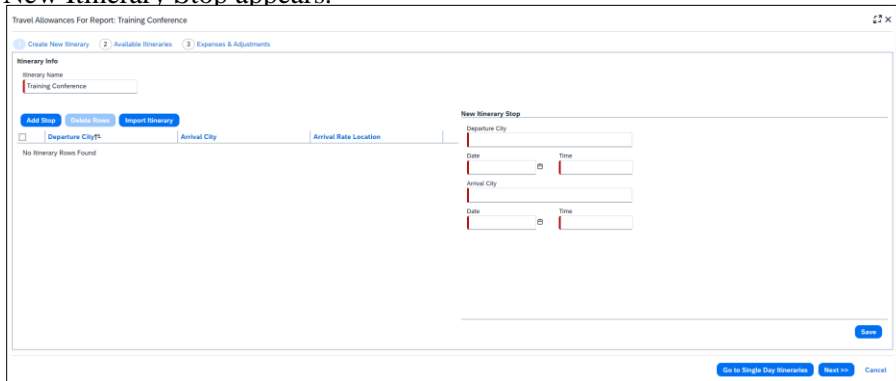 New Itinerary Stop appears.
Travel Allowances For Report: Training Conference
1 Create New Itinerary 2 Available Itineraries 3 Expenses & Adjustments
Itinerary Info
Itinerary Name
Training Conference
Add Stop Delete Rows Import Itinerary
Departure City Arrival City Arrival Rate Location
No Itinerary Rows Found
New Itinerary Stop
Departure City
Date Time
Arrival City
Date Time
Save
Go to Single Day Itineraries Next >> Cancel